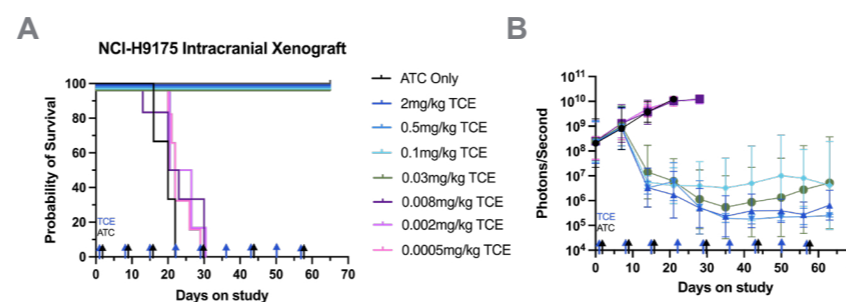 A
NCI-H9175 Intracranial Xenograft
Probability of Survival
100
80
60
40
20
0
TCE
ATC
0 10 20 30 40 50 60 70
Days on study
ATC Only
2mg/kg TCE
0.5mg/kg TCE
0.1mg/kg TCE
0.03mg/kg TCE
0.008mg/kg TCE
0.002mg/kg TCE
0.0005mg/kg TCE
B
Photons/Second
10¹¹
10¹⁰
10⁹
10⁸
10⁷
10⁶
10⁵
10⁴
TCE
ATC
0 10 20 30 40 50 60
Days on study